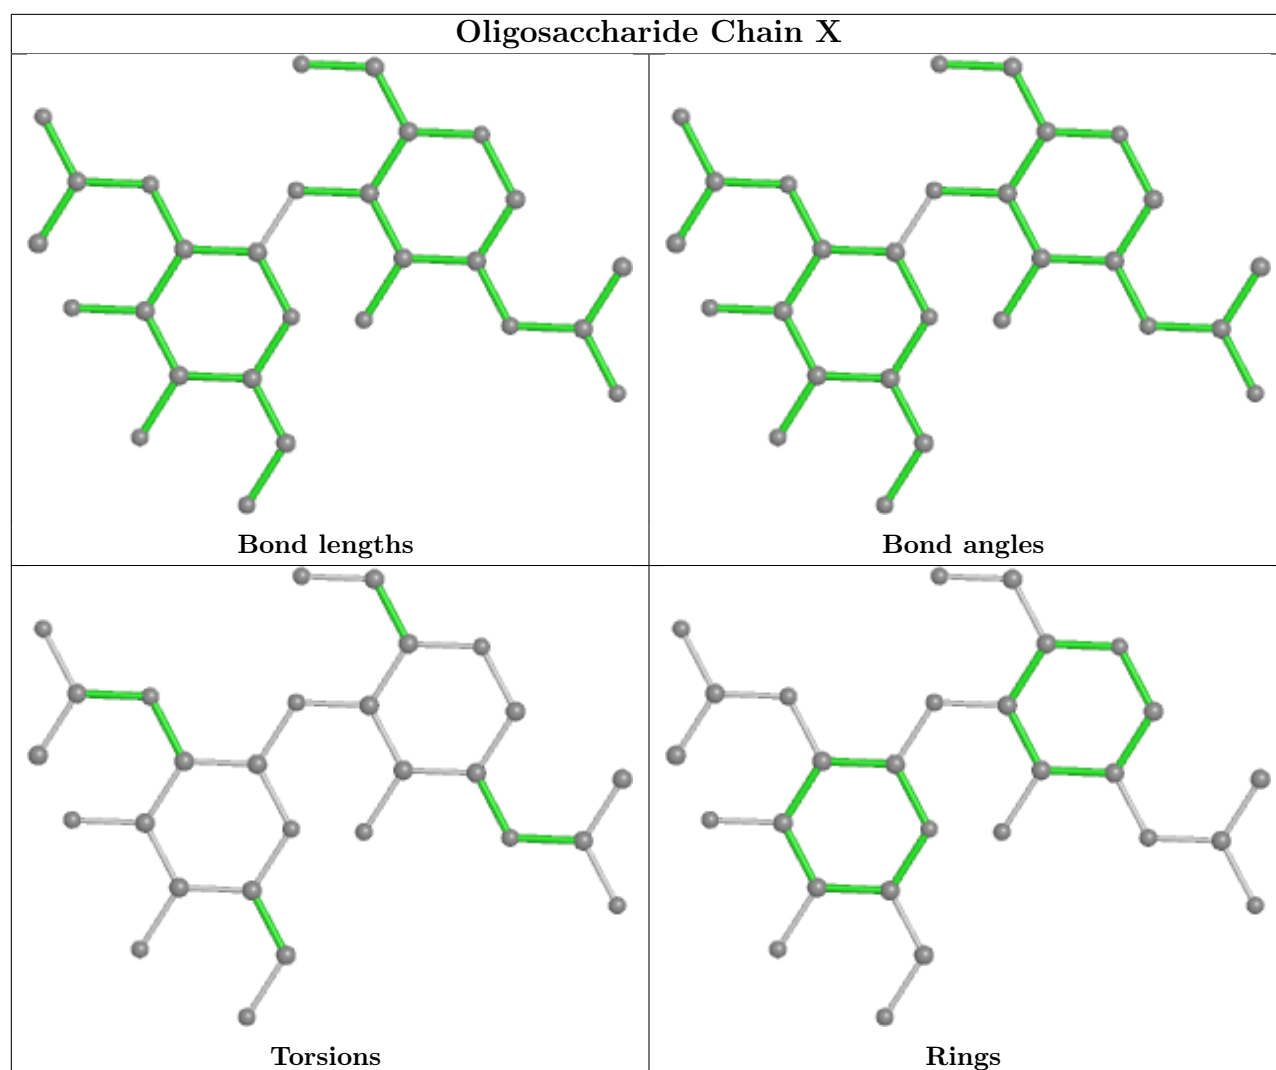 Oligosaccharide Chain X
Bond lengths
Bond angles
Torsions
Rings